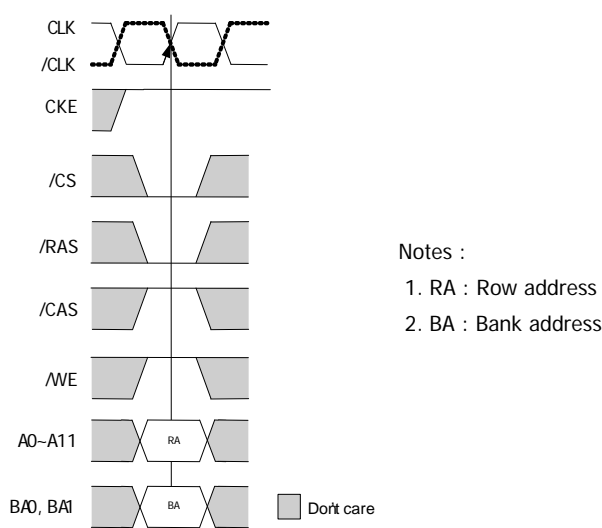 CLK
/CLK
CKE
/CS
/RAS
/CAS
/WE
A0~A11
RA
BA0, BA1
BA
Don't care
Notes :
1. RA : Row address
2. BA : Bank address